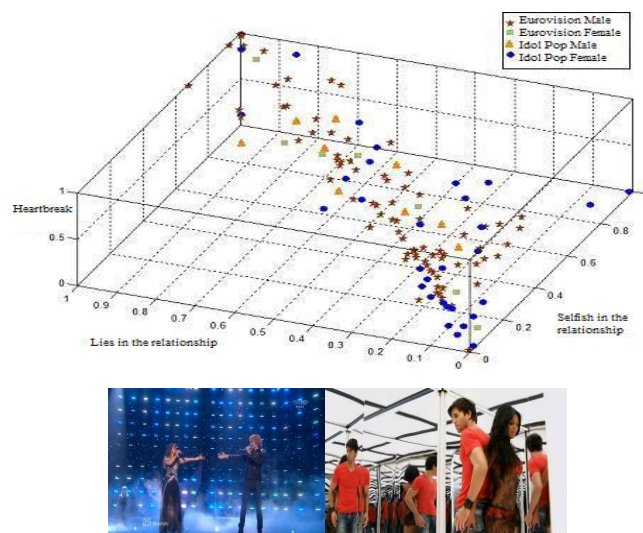 Eurovision Male
Eurovision Female
Idol Pop Male
Idol Pop Female
1
Heartbreak
0.5
0
1
0.9
0.8
0.7
0.6
0.5
0.4
0.3
0.2
0.1
0
0
0.2
0.4
0.6
0.8
Lies in the relationship
Selfish in the
relationship